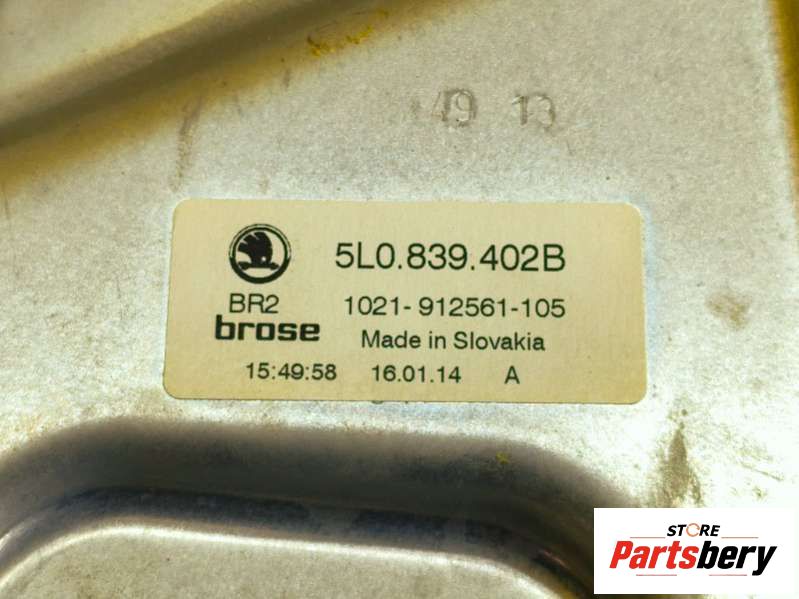 49 13
5L0.839.402B
BR2
1021-912561-105
brose
Made in Slovakia
15:49:58 16.01.14 A
STORE
Partsbery